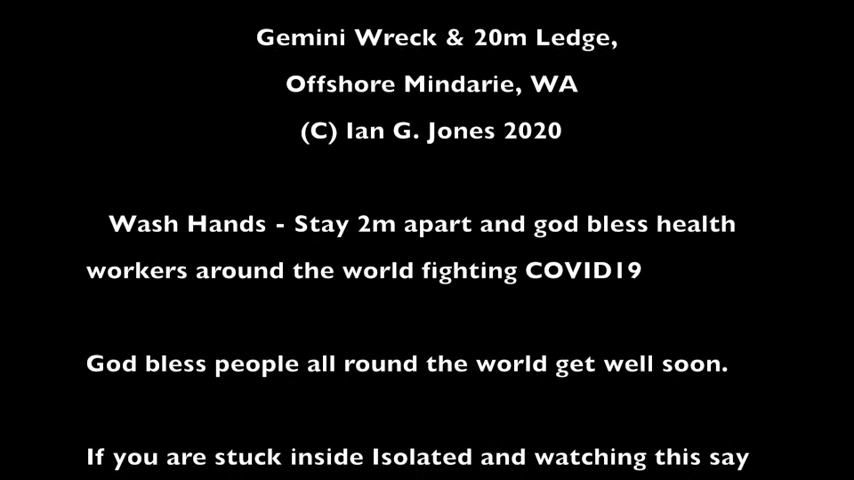 Gemini Wreck & 20m Ledge,
Offshore Mindarie, WA
(C) Ian G. Jones 2020
Wash Hands - Stay 2m apart and god bless health
workers around the world fighting COVID19
God bless people all round the world get well soon.
If you are stuck inside Isolated and watching this say